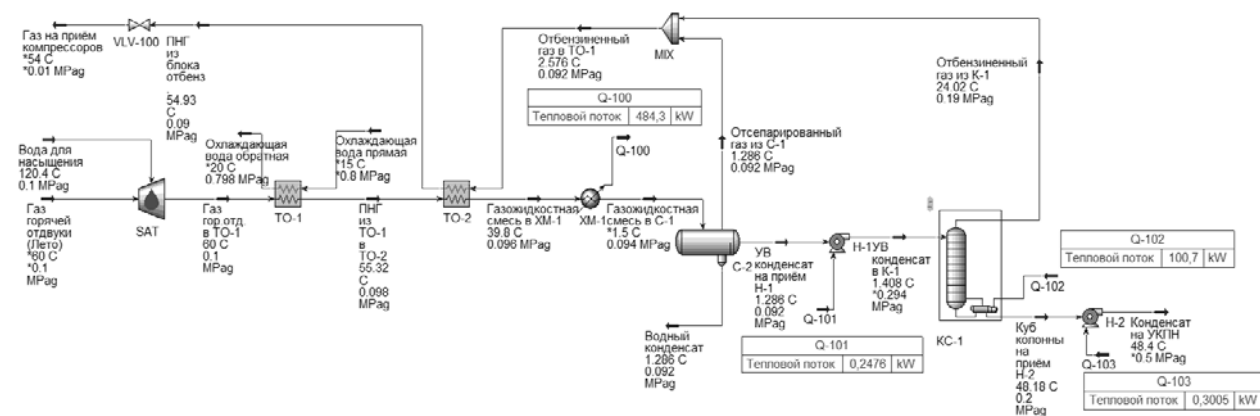 Газ на приём
компрессоров
*54 C
*0.01 MPag
VLV-100
ПНГ
из
блока
отбенз.
54.93
C
0.09
MPag
Отбензиненный
газ в ТО-1
2.576 C
0.092 MPag
MIX
Отбензиненный
газ из К-1
24.02 C
0.19 MPag
Q-100
Тепловой поток 484,3 kW
Вода для
насыщения
120.4 C
0.1 MPag
Охлаждающая
вода обратная
*20 C
0.798 MPag
Охлаждающая
вода прямая
*15 C
*0.8 MPag
Q-100
Отсепарированный
газ из С-1
1.286 C
0.092 MPag
Газ
горячей
отдвуки
(Лето)
*60 C
*0.1
MPag
SAT
Газ
гор.отд.
в ТО-1
60 C
0.1
MPag
ТО-1
ПНГ
из
ТО-1
в
ТО-2
55.32
C
0.098
MPag
ТО-2
Газожидкостная
смесь в ХМ-1
39.8 C
0.096 MPag
ХМ-1
Газожидкостная
смесь в С-1
*1.5 C
0.094 MPag
С-2
УВ
конденсат
на приём
Н-1
1.286 C
0.092
MPag
Н-1
Q-101
УВ
конденсат
в К-1
1.408 C
*0.294
MPag
Водный
конденсат
1.286 C
0.092
MPag
Q-101
Тепловой поток 0,2476 kW
КС-1
Q-102
Тепловой поток 100,7 kW
Q-102
Куб
колонны
на
приём
Н-2
48.18 C
0.2
MPag
Н-2
Q-103
Конденсат
на УКПН
48.4 C
*0.5 MPag
Q-103
Тепловой поток 0,3005 kW